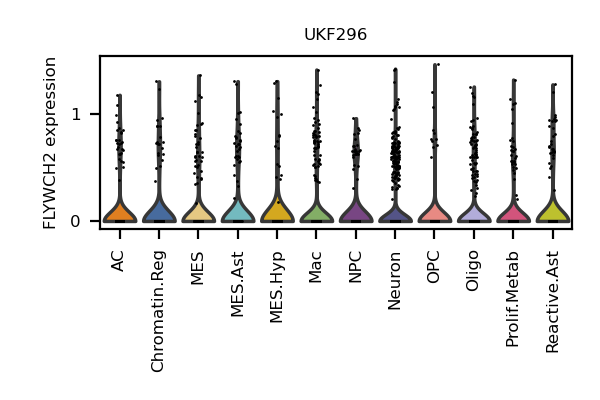 UKF296
FLYWCH2 expression
1
0
AC
Chromatin.Reg
MES
MES.Ast
MES.Hyp
Mac
NPC
Neuron
OPC
Oligo
Prolif.Metab
Reactive.Ast